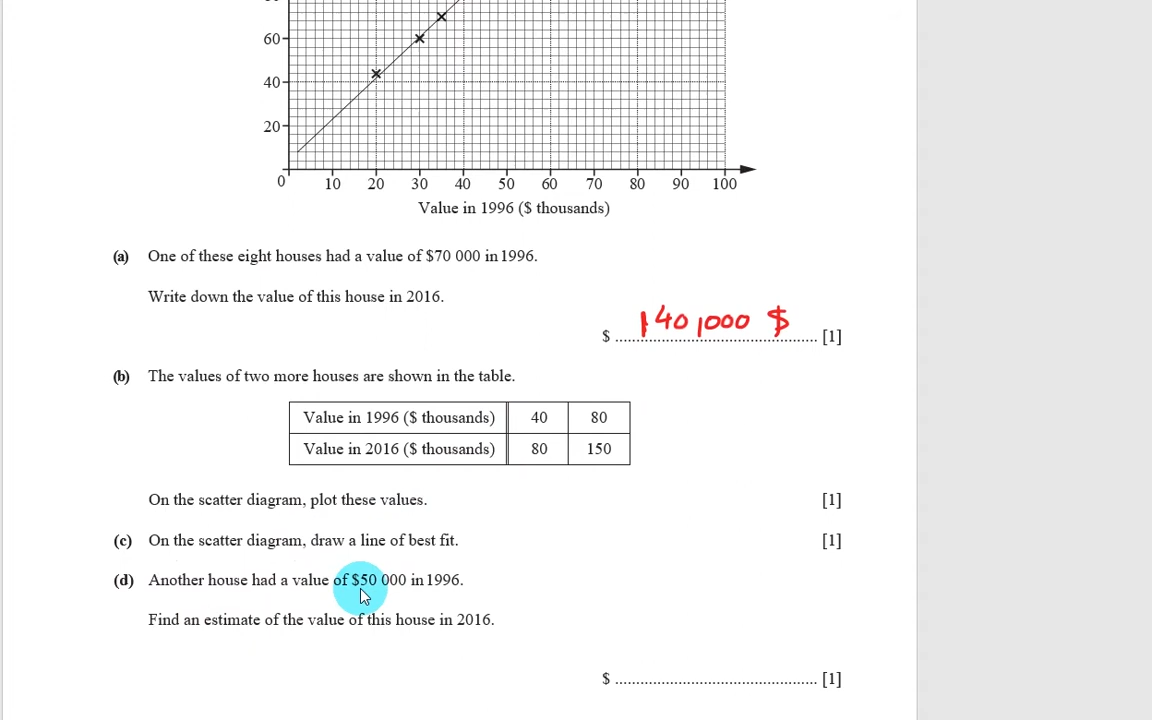 60
40
20
0 10 20 30 40 50 60 70 80 90 100
Value in 1996 ($ thousands)
(a) One of these eight houses had a value of $70 000 in 1996.
Write down the value of this house in 2016.
$ 140,000 $ [1]
(b) The values of two more houses are shown in the table.
Value in 1996 ($ thousands) 40 80
Value in 2016 ($ thousands) 80 150
On the scatter diagram, plot these values. [1]
(c) On the scatter diagram, draw a line of best fit. [1]
(d) Another house had a value of $50 000 in 1996.
Find an estimate of the value of this house in 2016.
$ ............................................... [1]